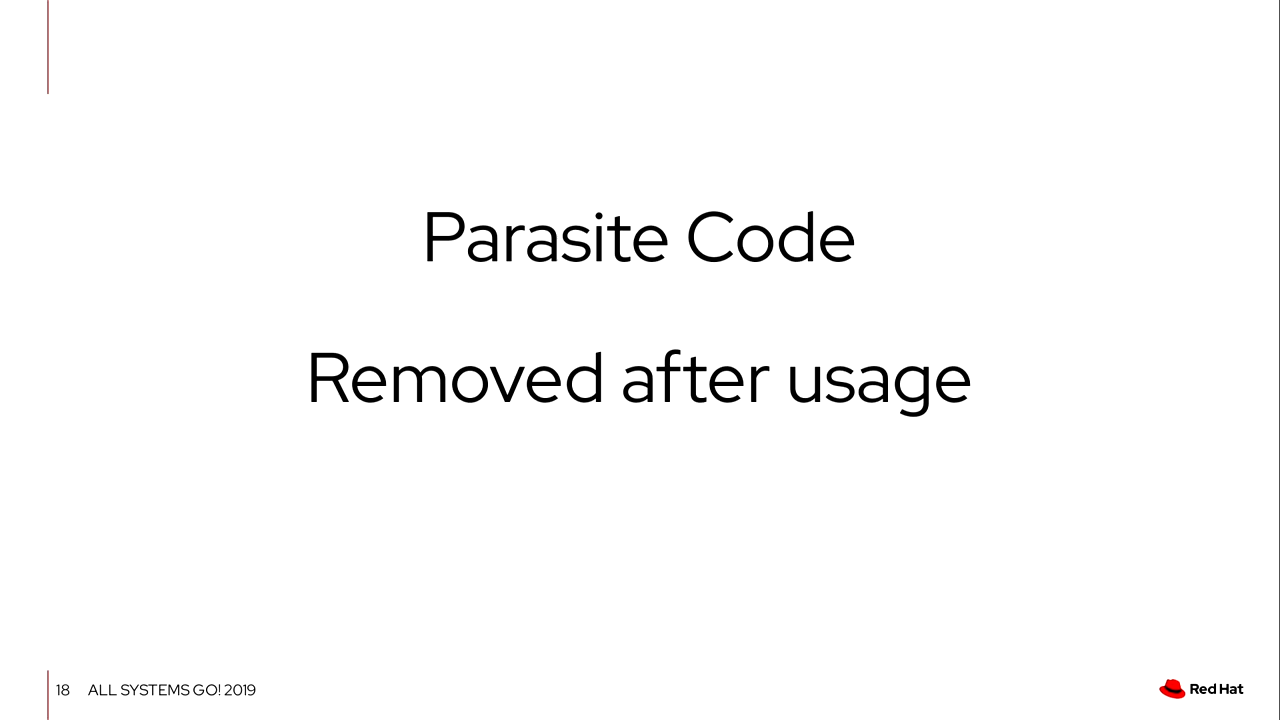 Parasite Code
Removed after usage
18 ALL SYSTEMS GO! 2019
Red Hat